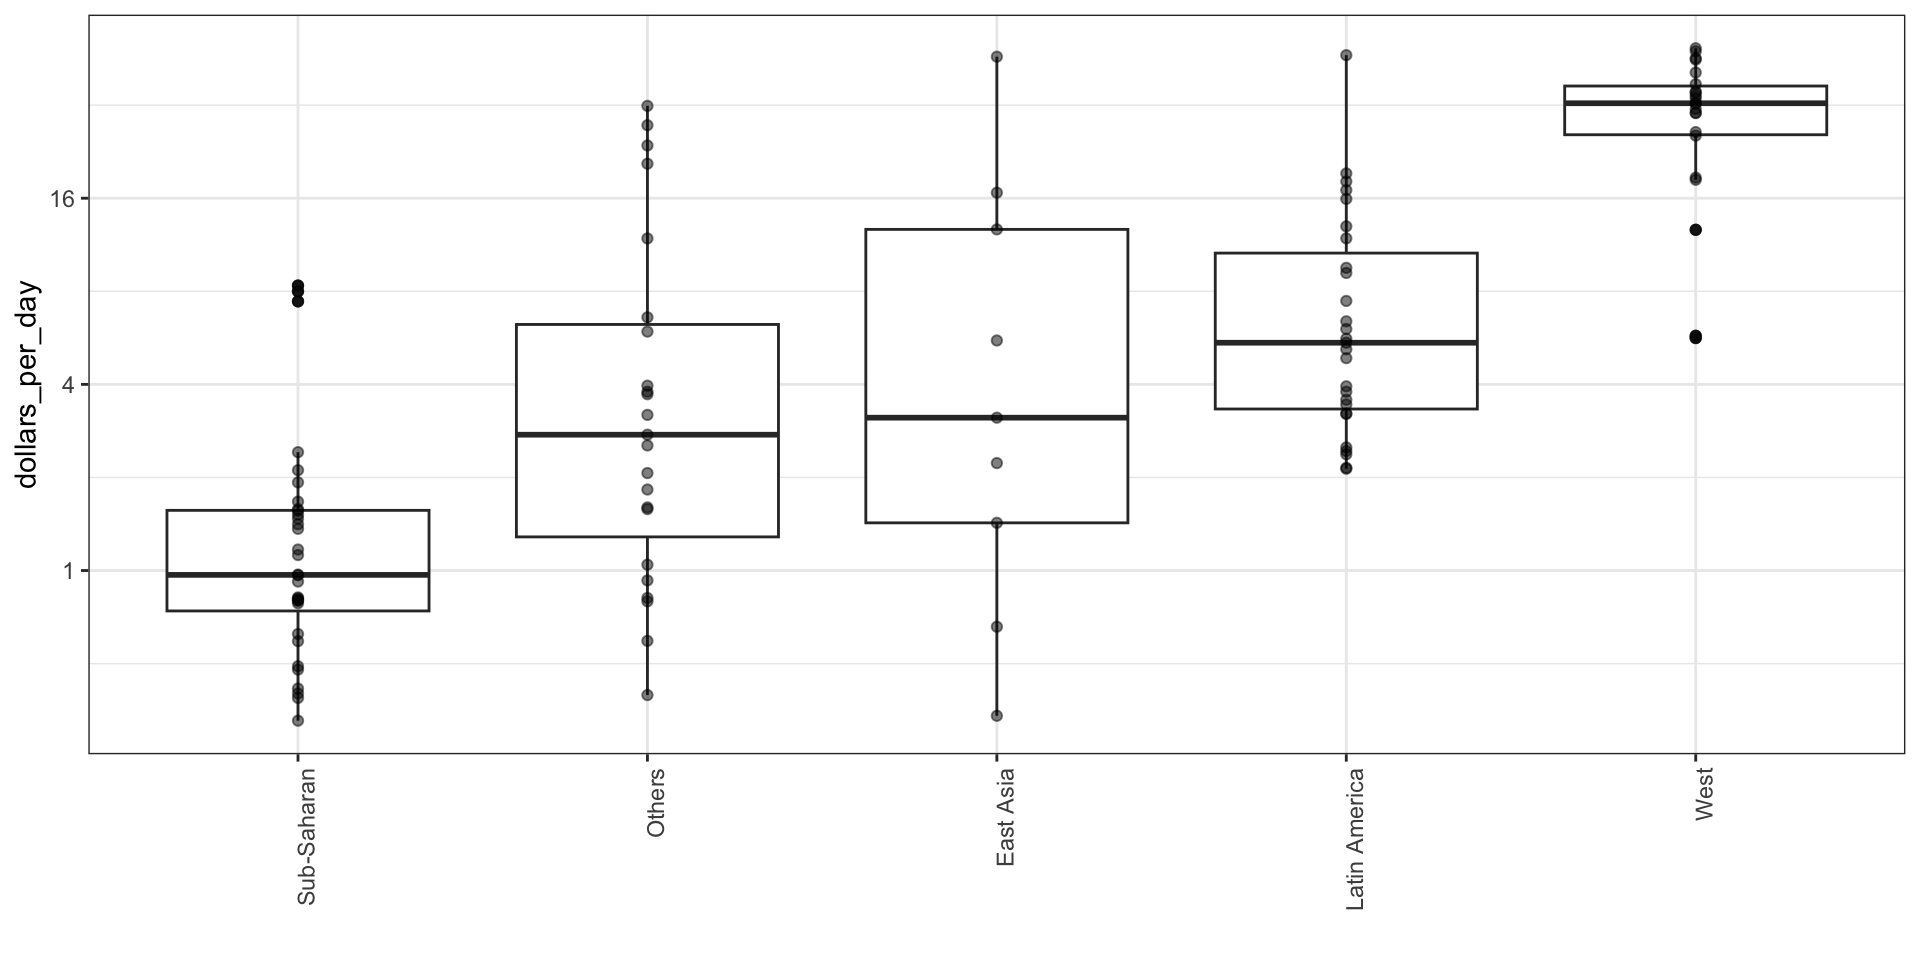 dollars_per_day
16
4
1
Sub-Saharan
Others
East Asia
Latin America
West